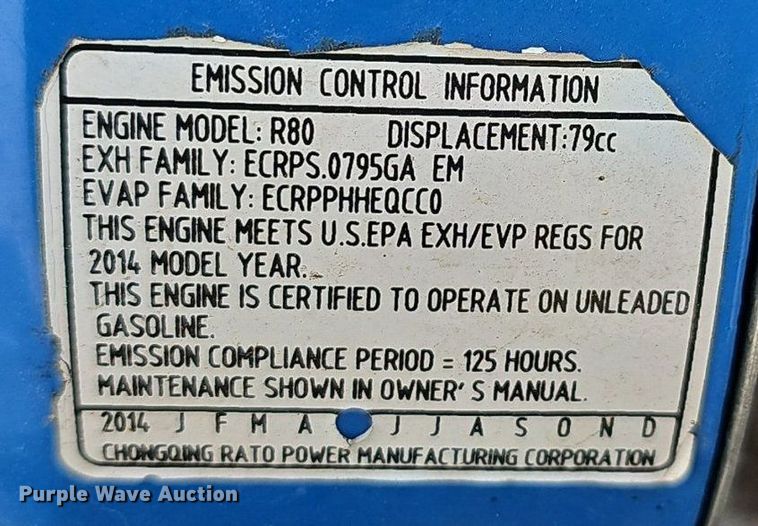 EMISSION CONTROL INFORMATION
ENGINE MODEL: R80 DISPLACEMENT:79cc
EXH FAMILY: ECRPS.0795GA EM
EVAP FAMILY: ECRPPHHEQCC0
THIS ENGINE MEETS U.S.EPA EXH/EVP REGS FOR
2014 MODEL YEAR.
THIS ENGINE IS CERTIFIED TO OPERATE ON UNLEADED
GASOLINE.
EMISSION COMPLIANCE PERIOD = 125 HOURS.
MAINTENANCE SHOWN IN OWNER'S MANUAL.
2014 J F M A J J A S O N D
CHONGQING RATO POWER MANUFACTURING CORPORATION
Purple Wave Auction